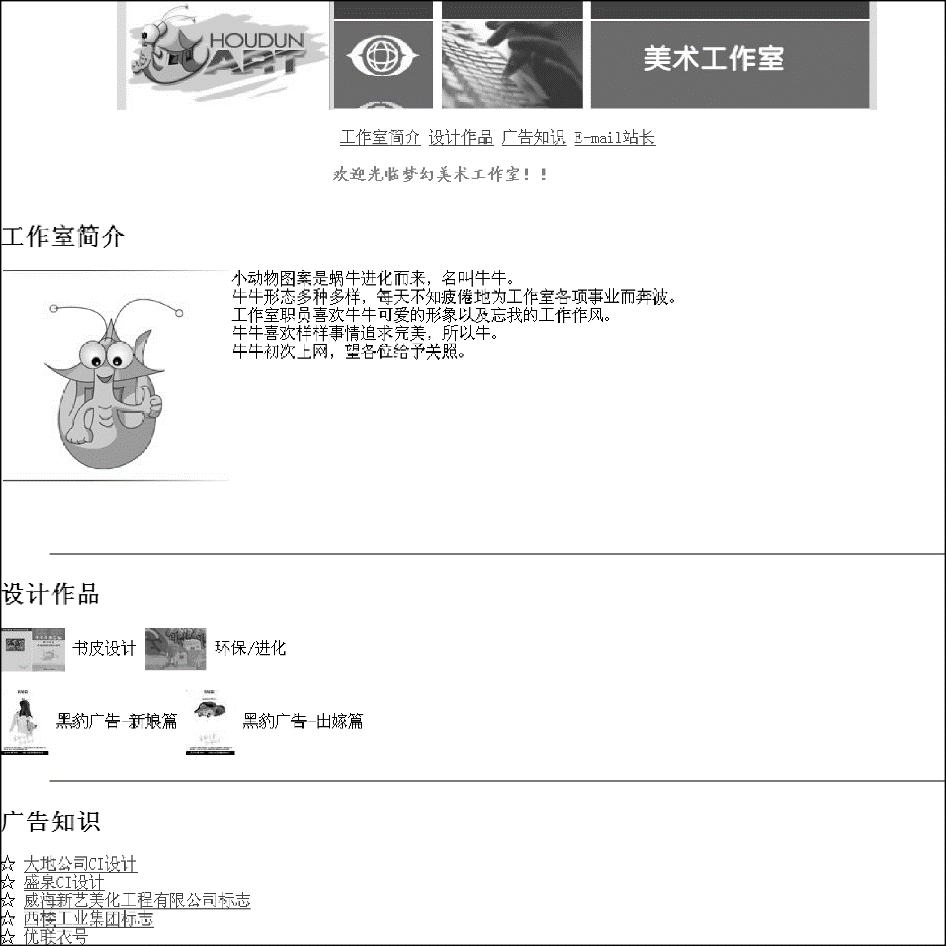 HOUDUN
ART
美术工作室
工作室简介 设计作品 广告知识 E-mail站长
欢迎光临梦幻美术工作室！！
工作室简介
小动物图案是蜗牛进化而来，名叫牛牛。
牛牛形态多种多样，每天不知疲倦地为工作室各项事业而奔波。
工作室职员喜欢牛牛可爱的形象以及忘我的工作作风。
牛牛喜欢样样事情追求完美，所以牛。
牛牛初次上网，望各位给予关照。
设计作品
书皮设计 环保/进化
黑豹广告-新娘篇 黑豹广告-出嫁篇
广告知识
☆ 大地公司CI设计
☆ 盛泉CI设计
☆ 威海新艺美化工程有限公司标志
☆ 西楼工业集团标志
☆ 优联衣号